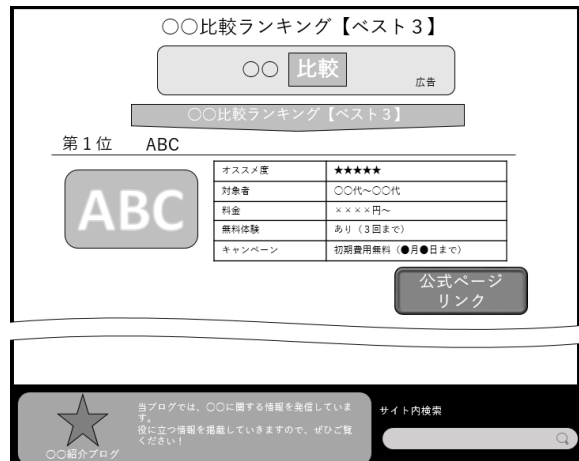 ○○比較ランキング【ベスト３】
○○ 比較
広告
○○比較ランキング【ベスト３】
第１位 ABC
ABC
オススメ度 ★★★★★
対象者 ○○代～○○代
料金 ××××円～
無料体験 あり（３回まで）
キャンペーン 初期費用無料（●月●日まで）
公式ページ
リンク
当ブログでは、○○に関する情報を発信していま
す。
役に立つ情報を掲載していきますので、ぜひご覧
ください！
○○紹介ブログ
サイト内検索